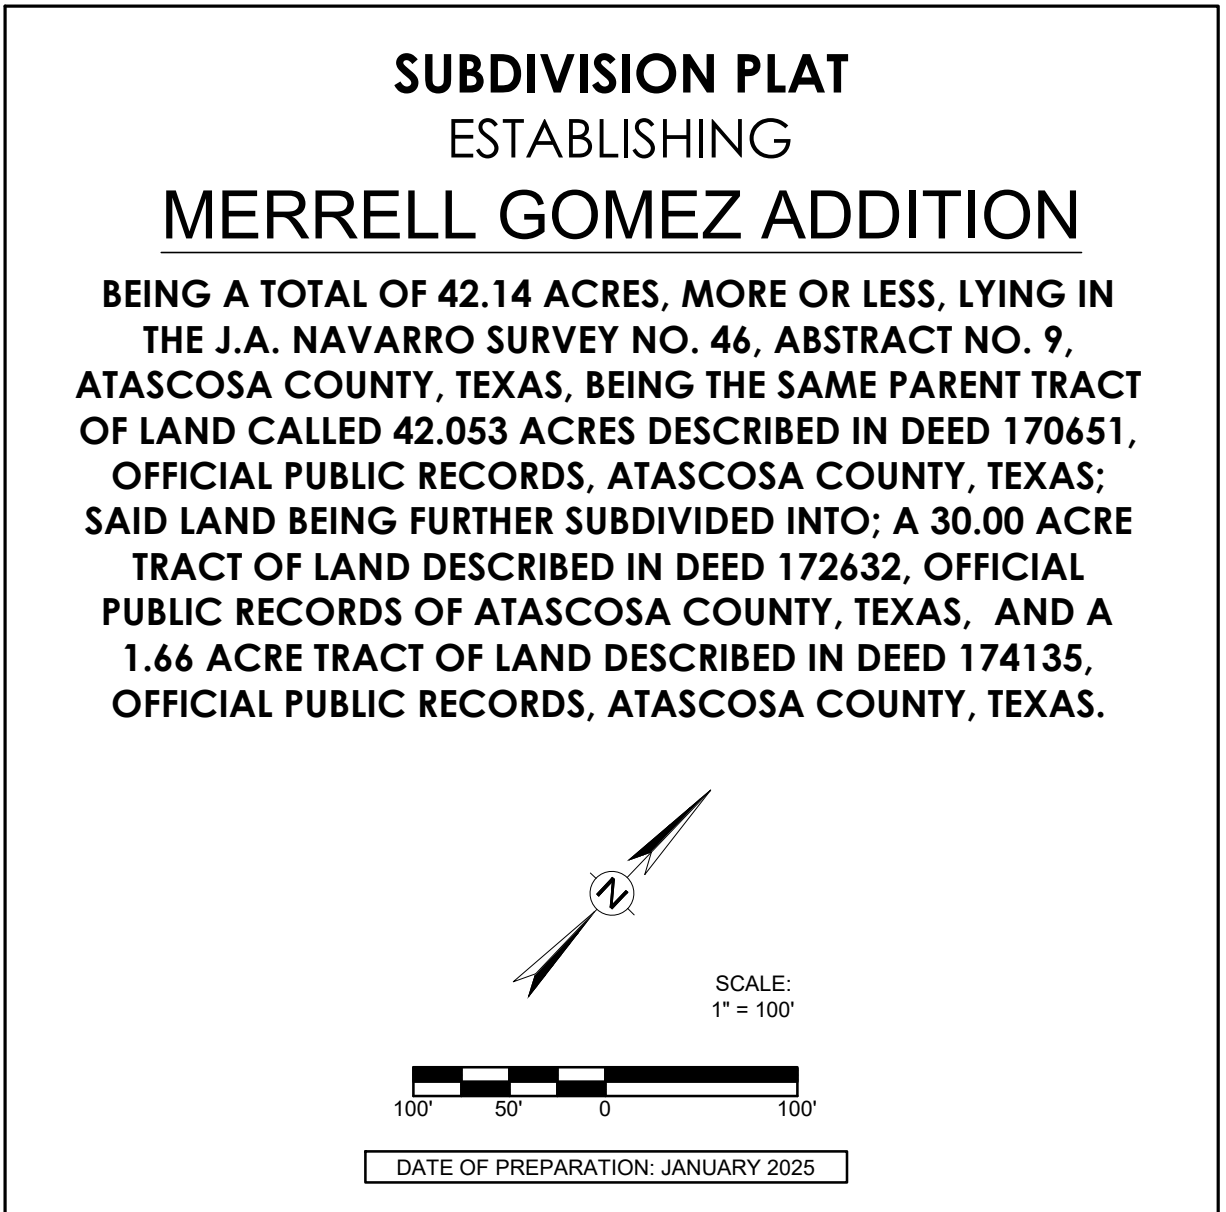 SUBDIVISION PLAT
ESTABLISHING
MERRELL GOMEZ ADDITION
BEING A TOTAL OF 42.14 ACRES, MORE OR LESS, LYING IN
THE J.A. NAVARRO SURVEY NO. 46, ABSTRACT NO. 9,
ATASCOSA COUNTY, TEXAS, BEING THE SAME PARENT TRACT
OF LAND CALLED 42.053 ACRES DESCRIBED IN DEED 170651,
OFFICIAL PUBLIC RECORDS, ATASCOSA COUNTY, TEXAS;
SAID LAND BEING FURTHER SUBDIVIDED INTO; A 30.00 ACRE
TRACT OF LAND DESCRIBED IN DEED 172632, OFFICIAL
PUBLIC RECORDS OF ATASCOSA COUNTY, TEXAS, AND A
1.66 ACRE TRACT OF LAND DESCRIBED IN DEED 174135,
OFFICIAL PUBLIC RECORDS, ATASCOSA COUNTY, TEXAS.
N
SCALE:
1" = 100'
100' 50' 0 100'
DATE OF PREPARATION: JANUARY 2025